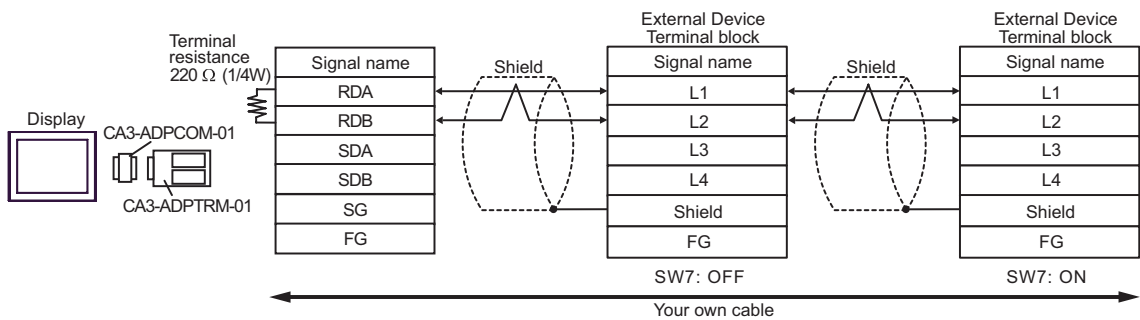 Terminal
resistance
220 Ω (1/4W)
Display
CA3-ADPCOM-01
CA3-ADPTRM-01
Signal name
RDA
RDB
SDA
SDB
SG
FG
Shield
External Device
Terminal block
Signal name
L1
L2
L3
L4
Shield
FG
SW7: OFF
Shield
External Device
Terminal block
Signal name
L1
L2
L3
L4
Shield
FG
SW7: ON
Your own cable